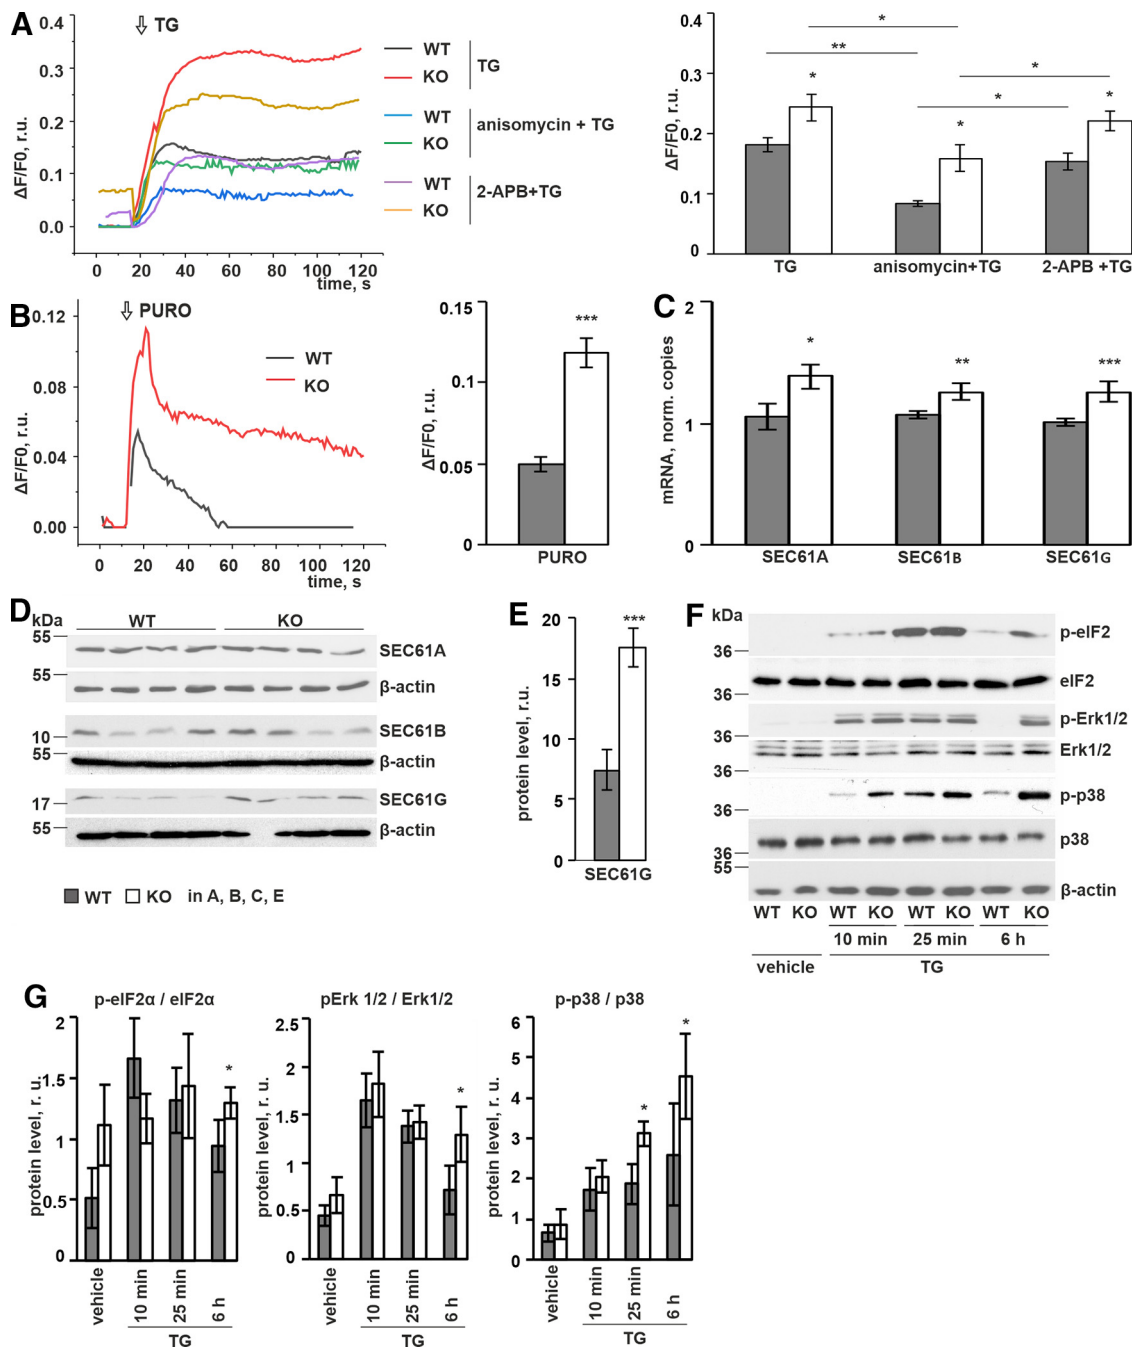 A
TG
0.4
0.3
0.2
0.1
0.0
ΔF/F0, r.u.
0 20 40 60 80 100 120
time, s
WT
KO
TG
WT
KO
anisomycin + TG
WT
KO
2-APB+TG
0.4
0.3
0.2
0.1
0
ΔF/F0, r.u.
*
**
*
*
*
*
*
TG anisomycin+TG 2-APB +TG
B
PURO
0.12
0.08
0.04
0.00
ΔF/F0, r.u.
0 20 40 60 80 100 120
time, s
WT
KO
0.15
0.1
0.05
0
ΔF/F0, r.u.
***
PURO
C
2
1
0
mRNA, norm. copies
* ** ***
SEC61A SEC61B SEC61G
D
kDa WT KO
55
SEC61A
55
β-actin
10
SEC61B
55
β-actin
17
SEC61G
55
β-actin
WT KO in A, B, C, E
E
20
15
10
5
0
protein level, r.u.
***
SEC61G
F
kDa
36
p-eIF2
36
eIF2
36
p-Erk1/2
36
Erk1/2
36
p-p38
36
p38
55
β-actin
WT KO WT KO WT KO WT KO
10 min 25 min 6 h
vehicle TG
G
p-eIF2α / eIF2α
2
1.5
1
0.5
0
protein level, r. u.
*
vehicle 10 min 25 min 6 h
TG
pErk 1/2 / Erk1/2
2.5
2
1.5
1
0.5
0
protein level, r. u.
*
vehicle 10 min 25 min 6 h
TG
p-p38 / p38
6
5
4
3
2
1
0
protein level, r. u.
*
*
vehicle 10 min 25 min 6 h
TG